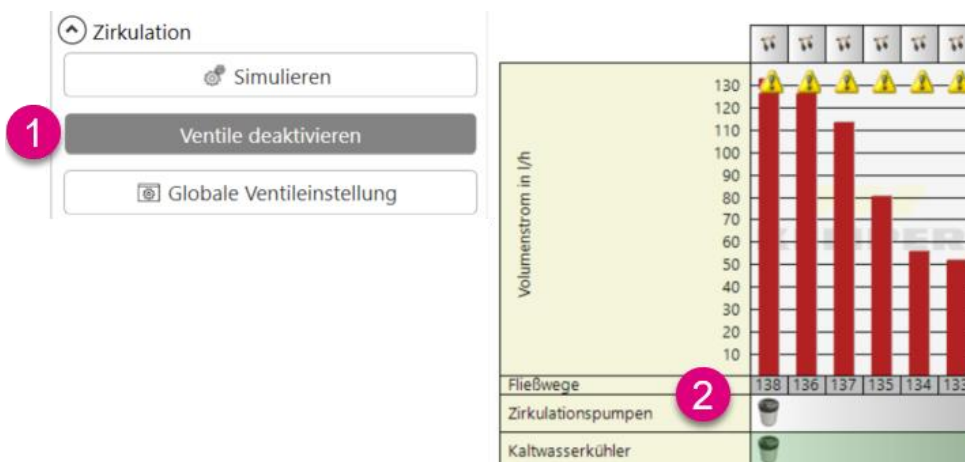 Zirkulation
Simulieren
1
Ventile deaktivieren
Globale Ventileinstellung
Volumenstrom in l/h
130
120
110
100
90
80
70
60
50
40
30
20
10
Fließwege 138 136 137 135 134 133
2
Zirkulationspumpen
Kaltwasserkühler